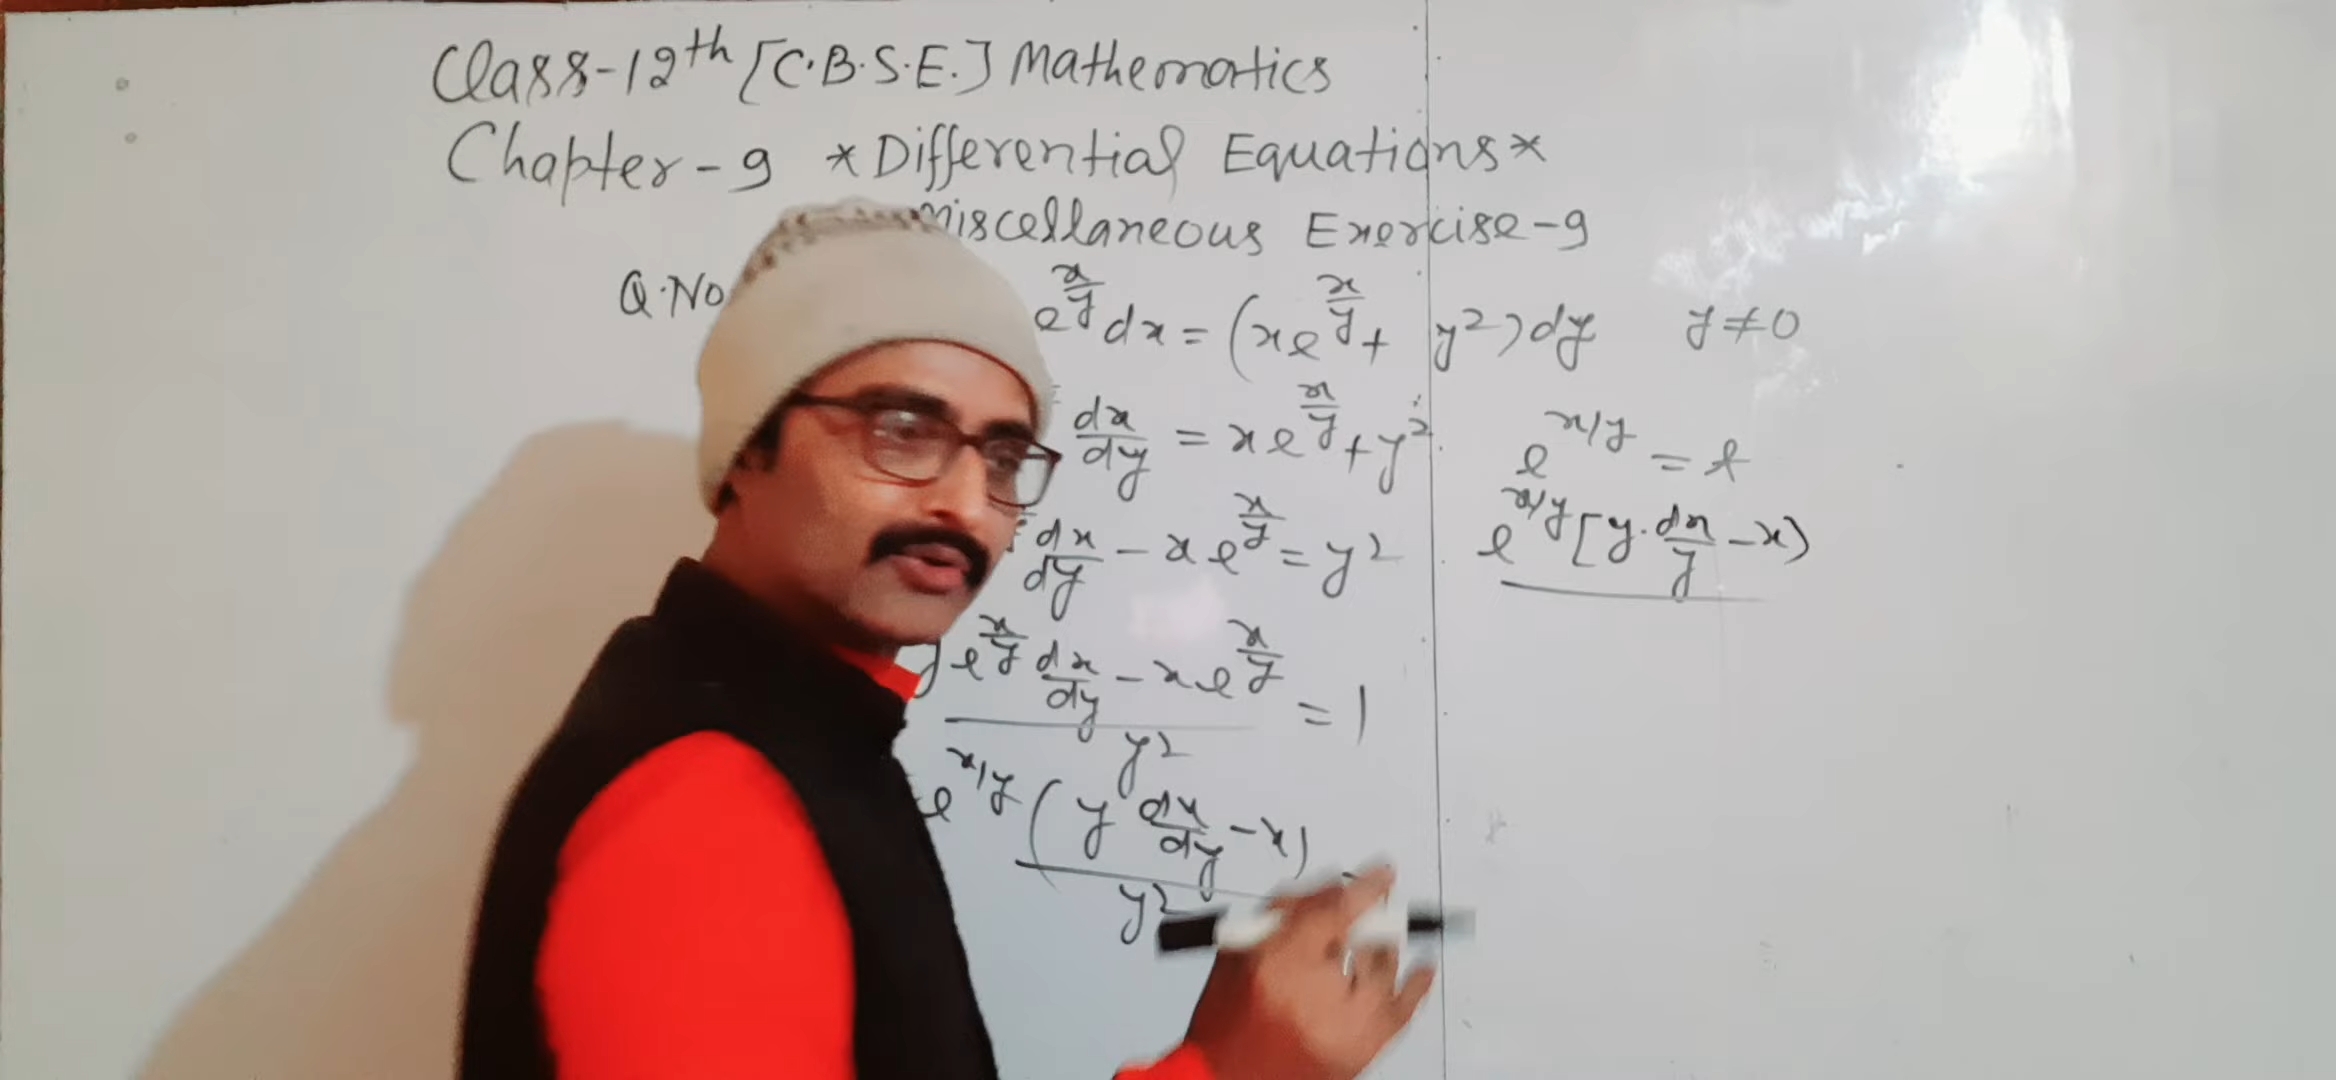 Class-12th [C.B.S.E.] Mathematics
Chapter-9 *Differential Equations*
Miscellaneous Exercise-9
Q.No
e^{x/y} dx = (x e^{x/y} + y²) dy y ≠ 0
dx/dy = x e^{x/y} + y²
e^{x/y} = t
dx/dy - x e^{x/y} = y²
e^{x/y} [y. dx/y - x)
y e^{x/y} dx/dy - x e^{x/y} / y² = 1
e^{x/y} (y dx/dy - x) / y²